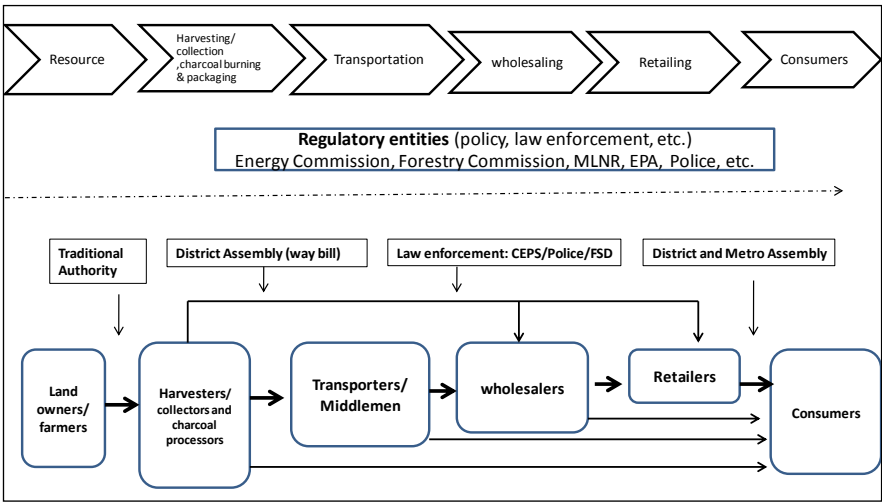 Resource
Harvesting/
collection
,charcoal burning
& packaging
Transportation
wholesaling
Retailing
Consumers
Regulatory entities (policy, law enforcement, etc.)
Energy Commission, Forestry Commission, MLNR, EPA, Police, etc.
Traditional
Authority
District Assembly (way bill)
Law enforcement: CEPS/Police/FSD
District and Metro Assembly
Land
owners/
farmers
Harvesters/
collectors and
charcoal
processors
Transporters/
Middlemen
wholesalers
Retailers
Consumers